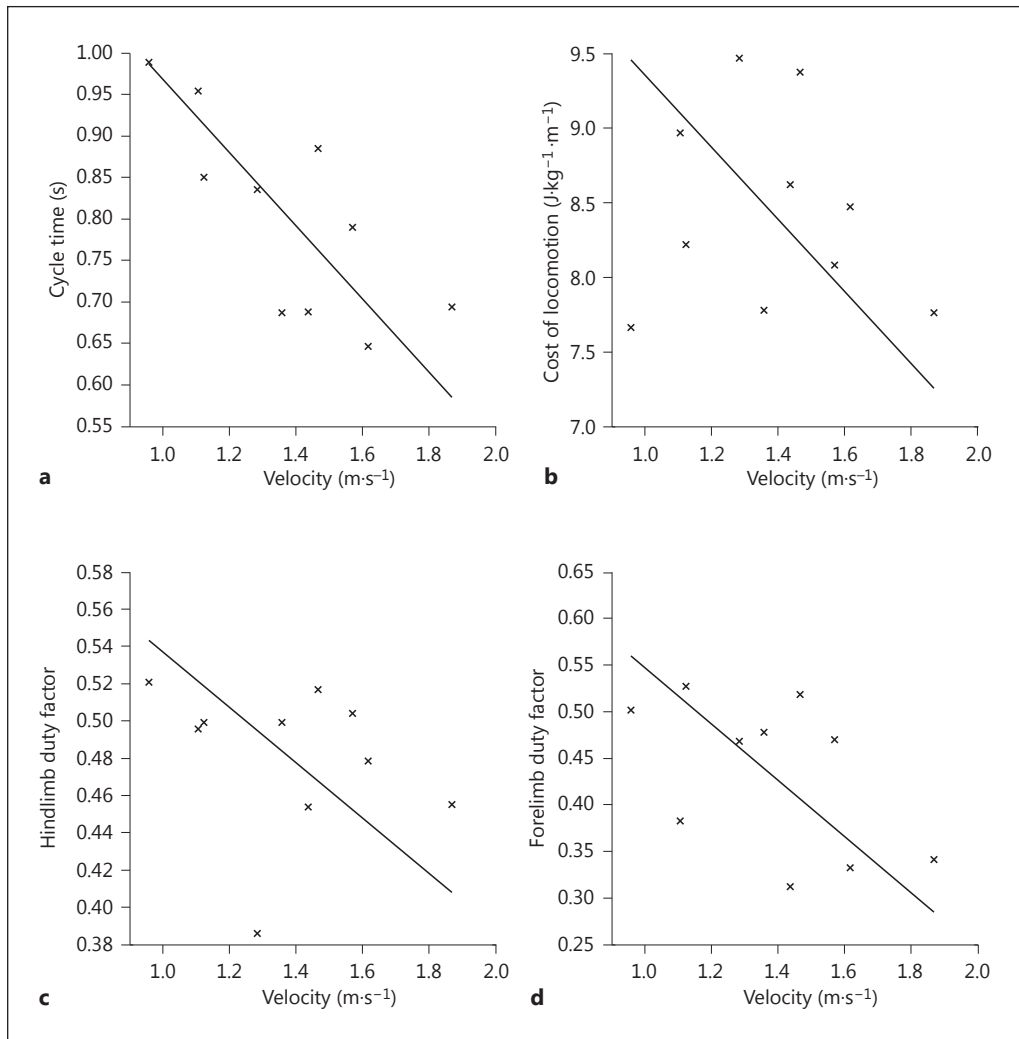 1.00
0.95
0.90
0.85
0.80
0.75
0.70
0.65
0.60
0.55
Cycle time (s)
1.0 1.2 1.4 1.6 1.8 2.0
Velocity (m·s⁻¹)
a
9.5
9.0
8.5
8.0
7.5
7.0
Cost of locomotion (J·kg⁻¹·m⁻¹)
1.0 1.2 1.4 1.6 1.8 2.0
Velocity (m·s⁻¹)
b
0.58
0.56
0.54
0.52
0.50
0.48
0.46
0.44
0.42
0.40
0.38
Hindlimb duty factor
1.0 1.2 1.4 1.6 1.8 2.0
Velocity (m·s⁻¹)
c
0.65
0.60
0.55
0.50
0.45
0.40
0.35
0.30
0.25
Forelimb duty factor
1.0 1.2 1.4 1.6 1.8 2.0
Velocity (m·s⁻¹)
d